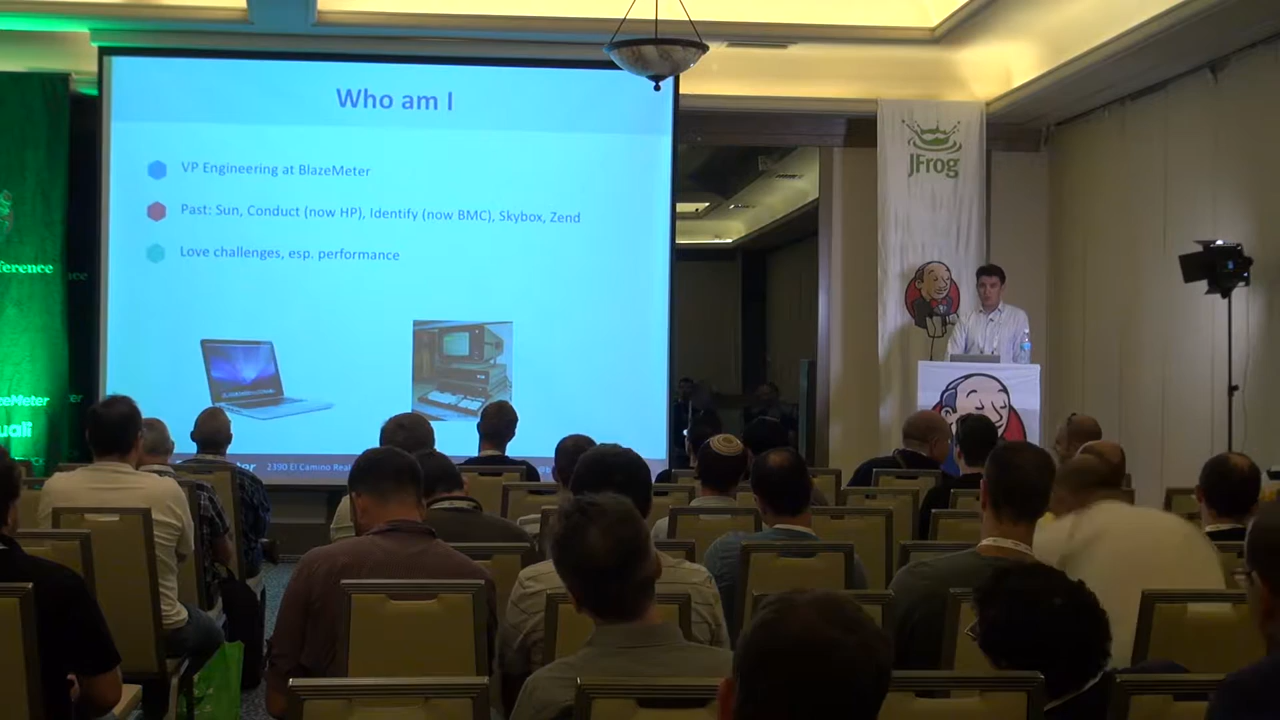 Who am I
VP Engineering at BlazeMeter
Past: Sun, Conduct (now HP), Identify (now BMC), Skybox, Zend
Love challenges, esp. performance
2390 El Camino Real
JFrog